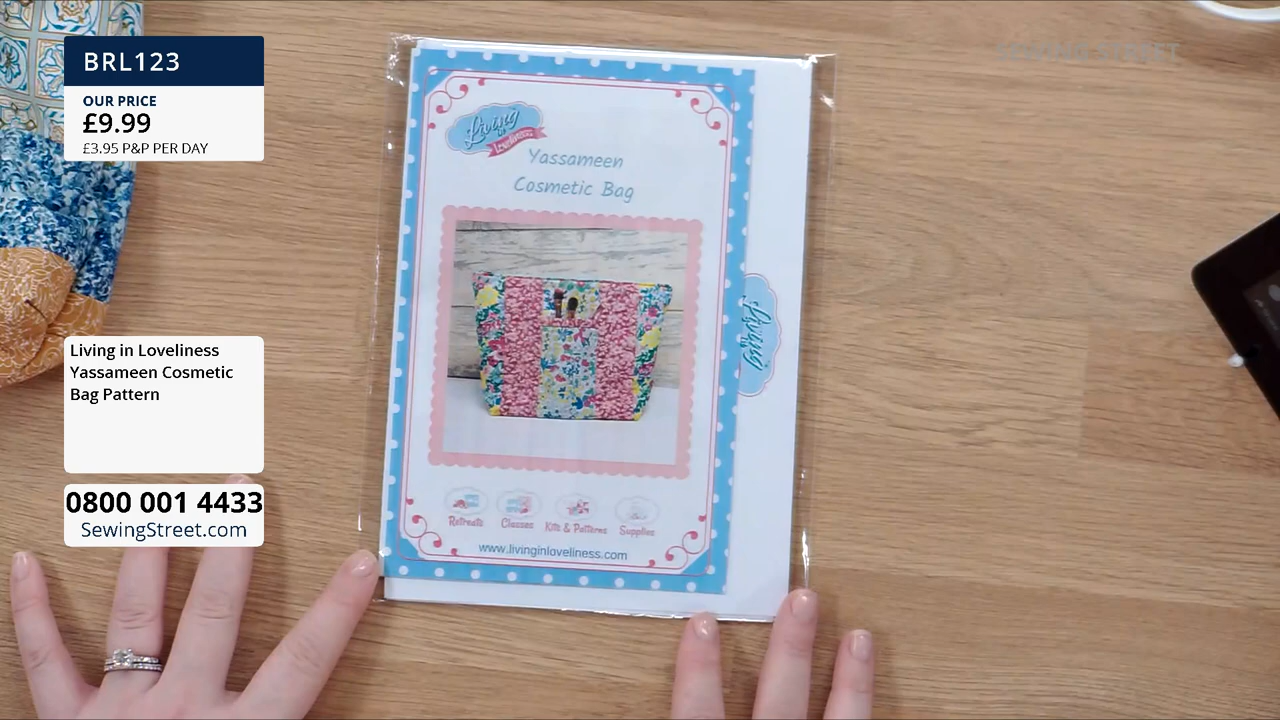 SEWING STREET
BRL123
OUR PRICE
£9.99
£3.95 P&P PER DAY
Living in Loveliness
Yassameen Cosmetic
Bag Pattern
0800 001 4433
SewingStreet.com
Living
in
Loveliness
Yassameen
Cosmetic Bag
Living
Retreats Classes Kits & Patterns Supplies
www.livinginloveliness.com